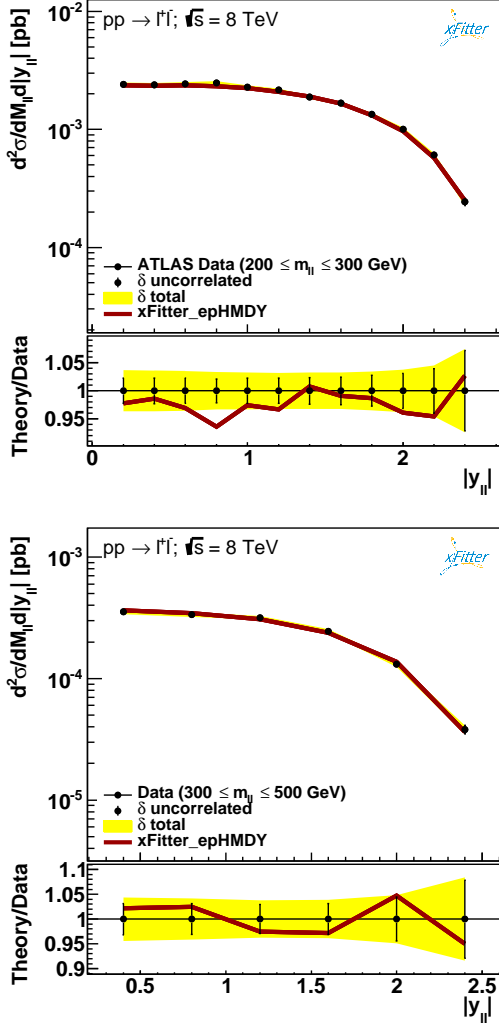 10⁻²
pp → l⁺l⁻; √s = 8 TeV
xFitter
d²σ/dM_ll d|y_ll| [pb]
10⁻³
10⁻⁴
ATLAS Data (200 ≤ m_ll ≤ 300 GeV)
δ uncorrelated
δ total
xFitter_epHMDY
Theory/Data
1.05
1
0.95
0 1 2
|y_ll|
pp → l⁺l⁻; √s = 8 TeV
xFitter
10⁻³
d²σ/dM_ll d|y_ll| [pb]
10⁻⁴
10⁻⁵
Data (300 ≤ m_ll ≤ 500 GeV)
δ uncorrelated
δ total
xFitter_epHMDY
Theory/Data
1.1
1.05
1
0.95
0.9
0.5 1 1.5 2 2.5
|y_ll|